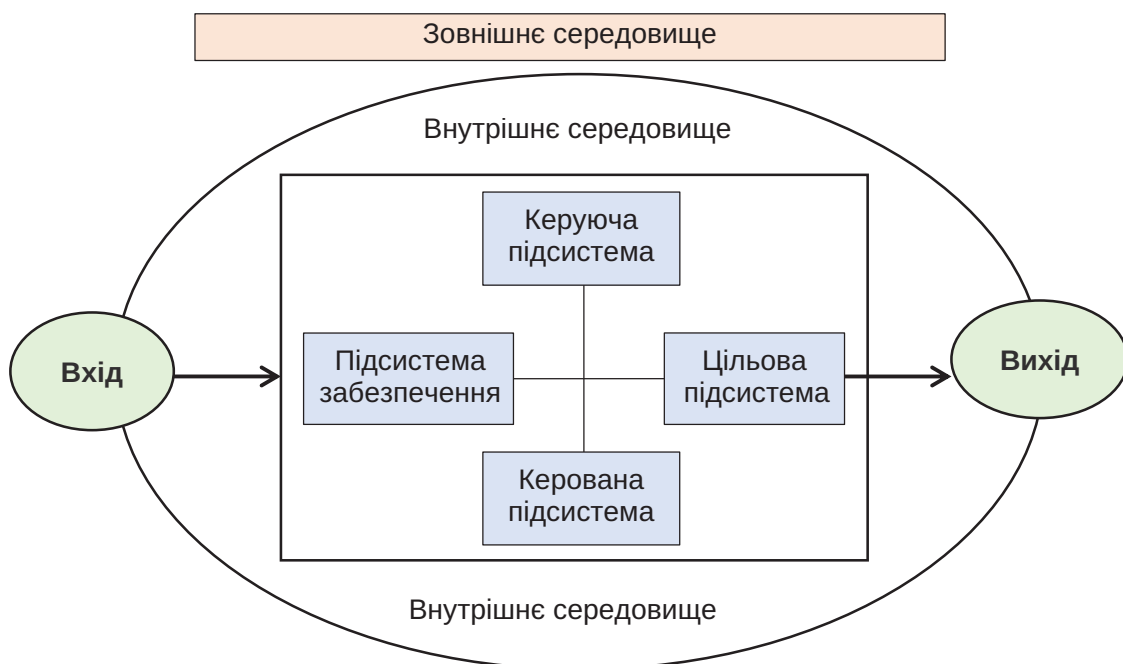 Зовнішнє середовище
Внутрішнє середовище
Керуюча
підсистема
Вхід
Підсистема
забезпечення
Цільова
підсистема
Вихід
Керована
підсистема
Внутрішнє середовище